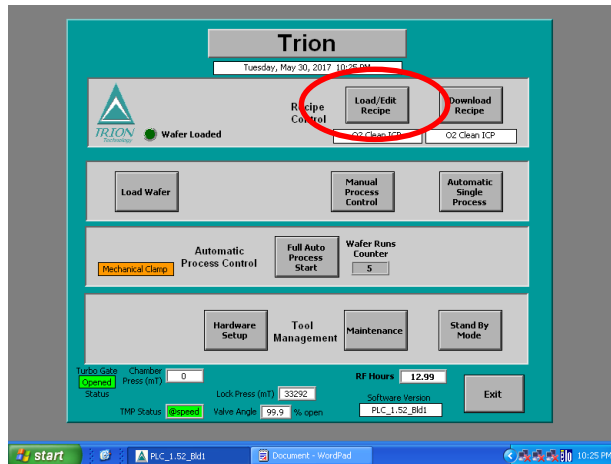 Trion
Tuesday, May 30, 2017 10:25 PM
Recipe
Control
Load/Edit
Recipe
Download
Recipe
TRION
Technology
Wafer Loaded
O2 Clean ICP
O2 Clean ICP
Load Wafer
Manual
Process
Control
Automatic
Single
Process
Automatic
Process Control
Mechanical Clamp
Full Auto
Process
Start
Wafer Runs
Counter
5
Hardware
Setup
Tool
Management
Maintenance
Stand By
Mode
Turbo Gate
Opened
Status
Chamber
Press (mT)
0
RF Hours 12.99
Lock Press (mT) 33292
Software Version
PLC_1.52_Bld1
Exit
TMP Status @speed Valve Angle 99.9 % open
start
PLC_1.52_Bld1
Document - WordPad
10:25 PM